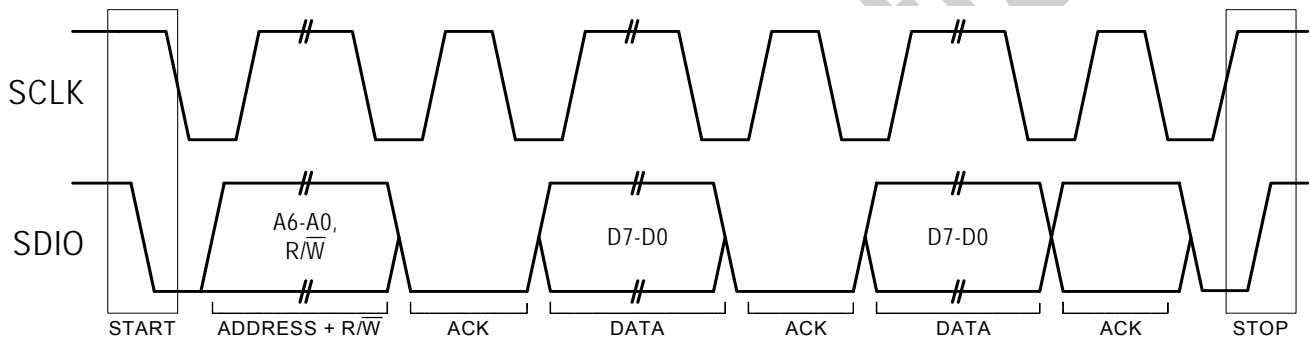 SCLK
SDIO
A6-A0,
R/W̅
D7-D0
D7-D0
START
ADDRESS + R/W̅
ACK
DATA
ACK
DATA
ACK
STOP